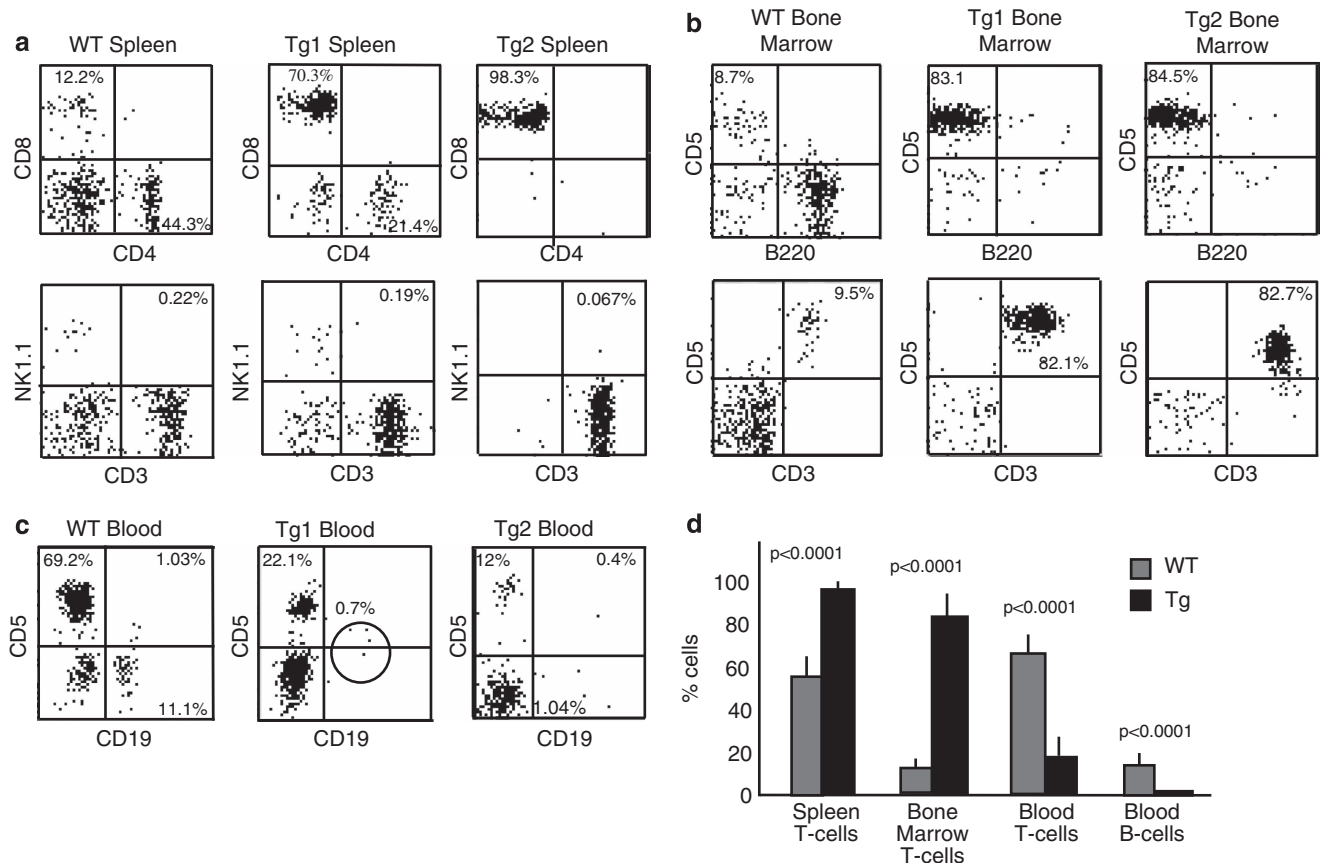 a
WT Spleen
Tg1 Spleen
Tg2 Spleen
12.2%
70.3%
98.3%
CD8
CD8
CD8
44.3%
21.4%
CD4
CD4
CD4
0.22%
0.19%
0.067%
NK1.1
NK1.1
NK1.1
CD3
CD3
CD3
b
WT Bone
Marrow
Tg1 Bone
Marrow
Tg2 Bone
Marrow
8.7%
83.1
84.5%
CD5
CD5
CD5
B220
B220
B220
9.5%
82.1%
82.7%
CD5
CD5
CD5
CD3
CD3
CD3
c
WT Blood
Tg1 Blood
Tg2 Blood
69.2%
1.03%
22.1%
0.7%
12%
0.4%
CD5
CD5
CD5
11.1%
1.04%
CD19
CD19
CD19
d
p<0.0001
p<0.0001
p<0.0001
p<0.0001
WT
Tg
% cells
100
80
60
40
20
0
Spleen
T-cells
Bone
Marrow
T-cells
Blood
T-cells
Blood
B-cells